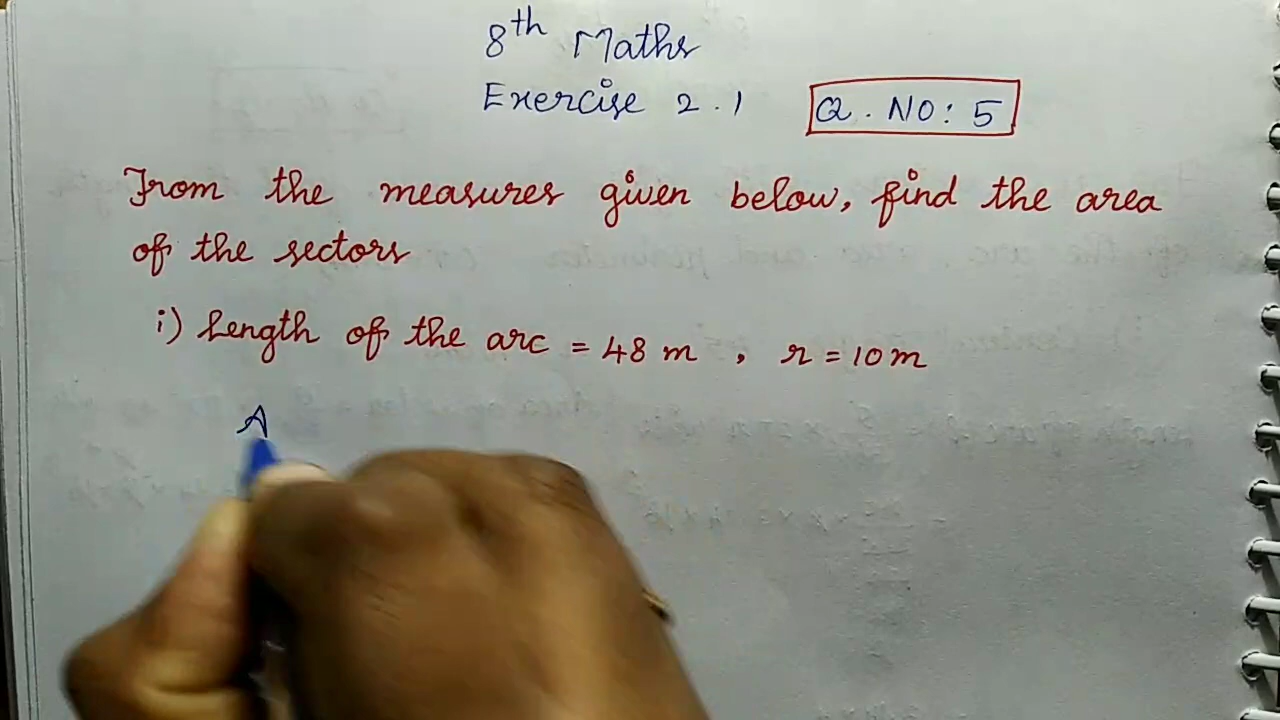 8th Maths
Exercise 2.1 Q. NO: 5
From the measures given below, find the area
of the sectors
i) Length of the arc = 48 m , r = 10 m
A